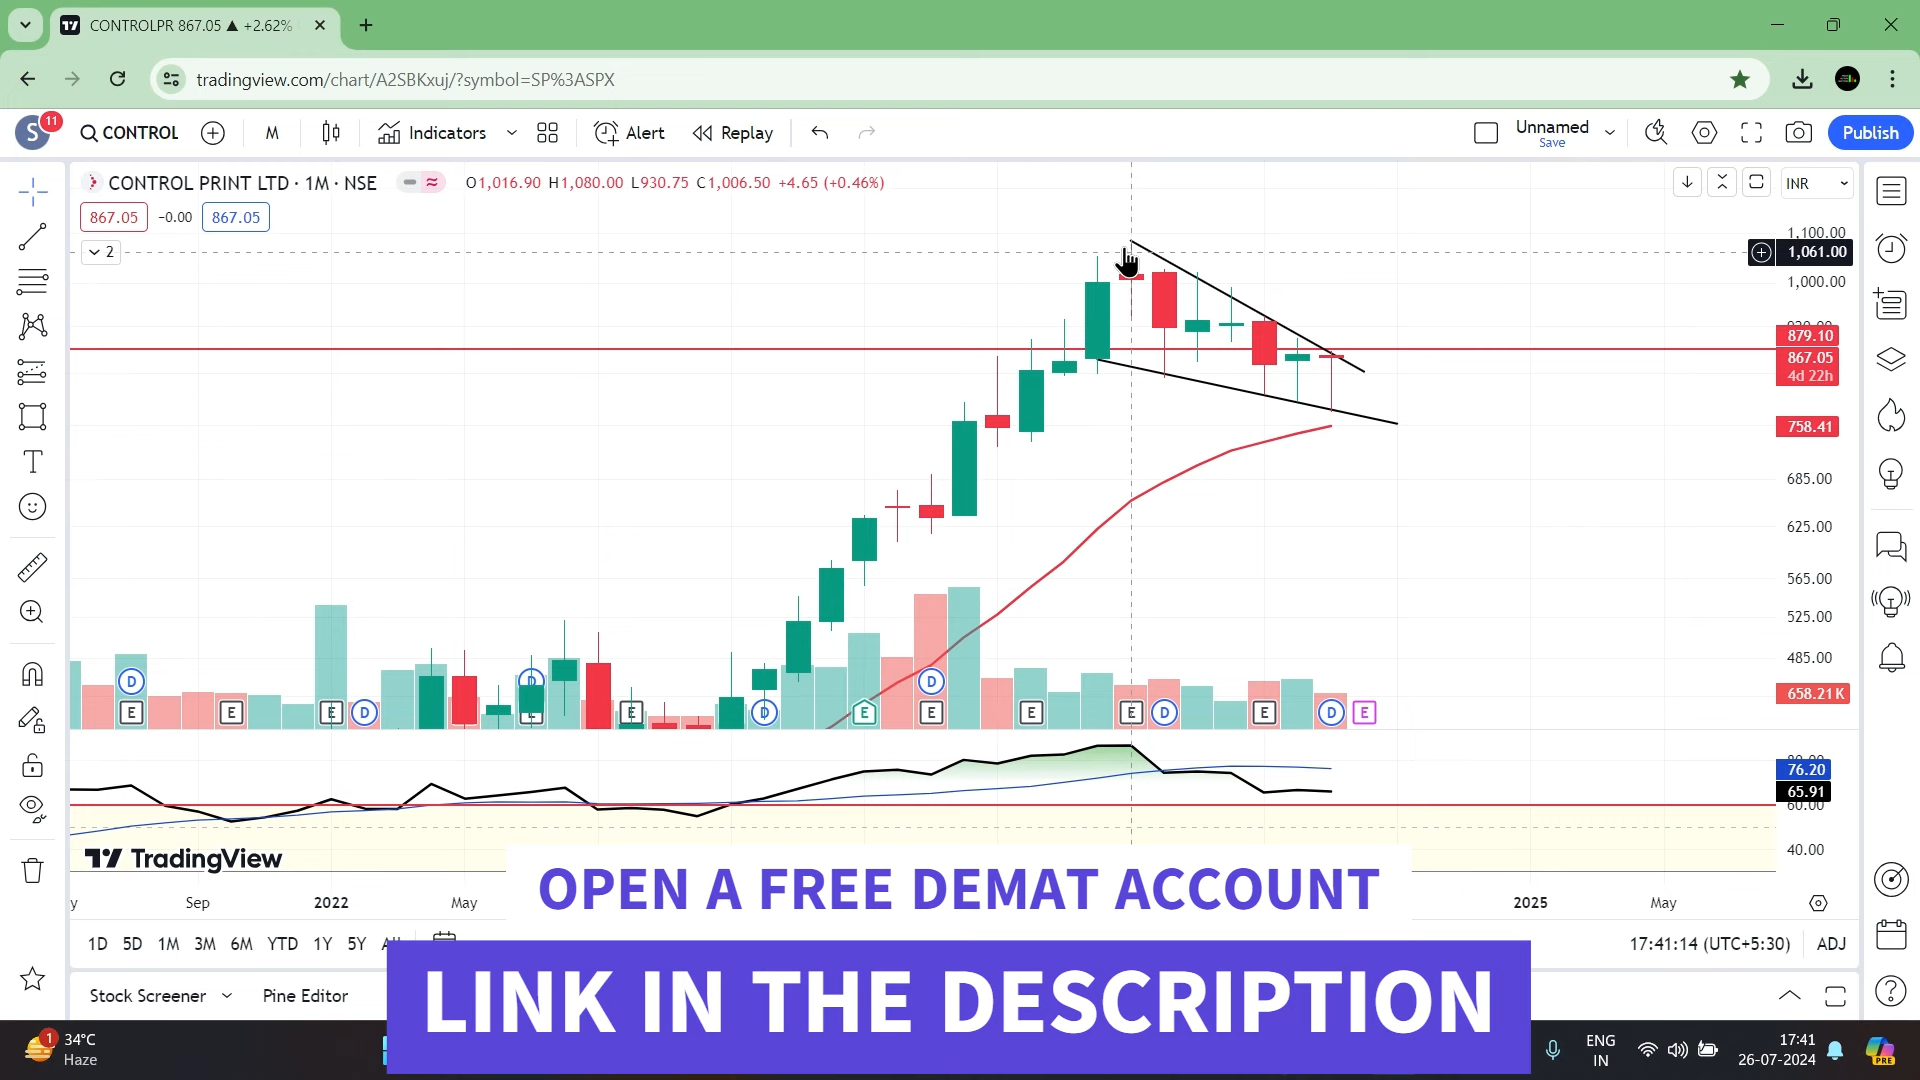 CONTROLPR 867.05 ▲ +2.62%
tradingview.com/chart/A2SBKxuj/?symbol=SP%3ASPX
S 11 CONTROL M Indicators Alert Replay Unnamed Save Publish
CONTROL PRINT LTD · 1M · NSE O1,016.90 H1,080.00 L930.75 C1,006.50 +4.65 (+0.46%) INR
867.05 -0.00 867.05
2
1,100.00
1,061.00
1,000.00
879.10
867.05
4d 22h
758.41
685.00
625.00
565.00
525.00
485.00
658.21 K
D D D D D D D
E E E E E E E E E E
76.20
65.91
60.00
40.00
TradingView
OPEN A FREE DEMAT ACCOUNT
Sep 2022 May 2025 May
1D 5D 1M 3M 6M YTD 1Y 5Y 17:41:14 (UTC+5:30) ADJ
LINK IN THE DESCRIPTION
Stock Screener Pine Editor
1 34°C
Haze
ENG
IN
17:41
26-07-2024
PRE